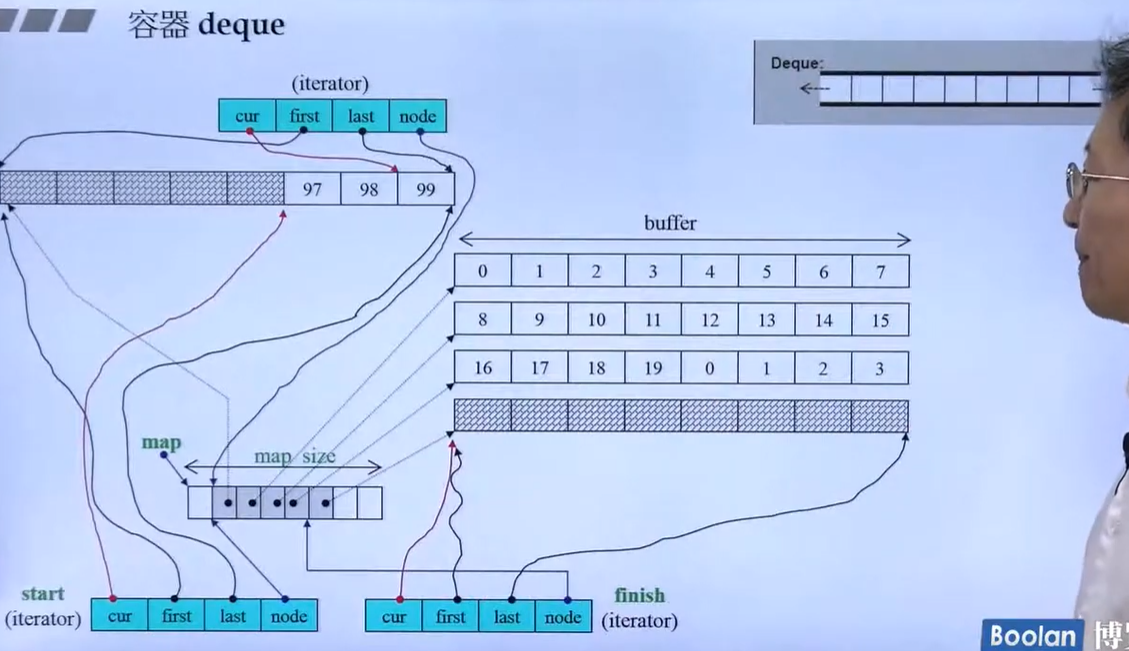 容器 deque
Deque:
(iterator)
cur first last node
97 98 99
buffer
0 1 2 3 4 5 6 7
8 9 10 11 12 13 14 15
16 17 18 19 0 1 2 3
map
map size
start
(iterator)
cur first last node
cur first last node
finish
(iterator)
Boolan 博